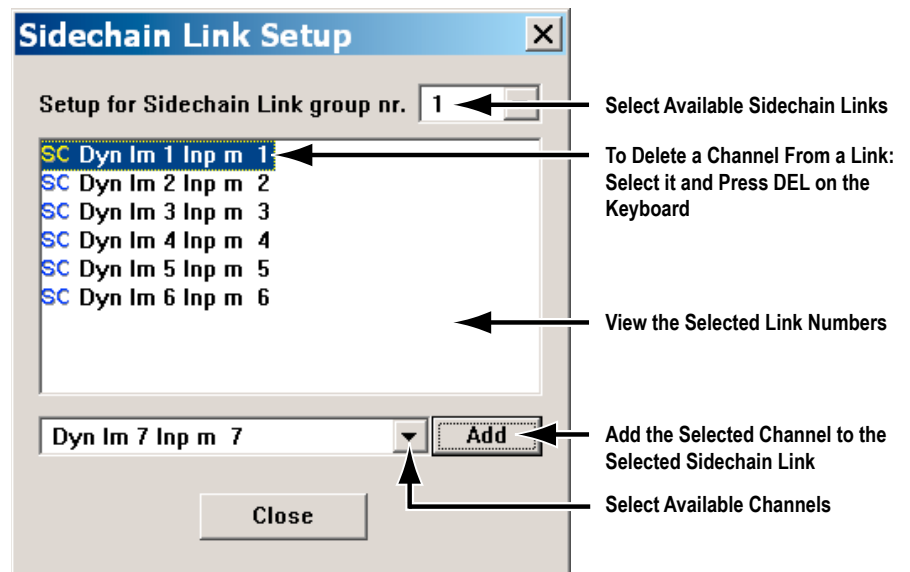 Sidechain Link Setup
Setup for Sidechain Link group nr. 1
Select Available Sidechain Links
SC Dyn Im 1 Inp m 1
SC Dyn Im 2 Inp m 2
SC Dyn Im 3 Inp m 3
SC Dyn Im 4 Inp m 4
SC Dyn Im 5 Inp m 5
SC Dyn Im 6 Inp m 6
To Delete a Channel From a Link:
Select it and Press DEL on the
Keyboard
View the Selected Link Numbers
Dyn Im 7 Inp m 7
Add
Add the Selected Channel to the
Selected Sidechain Link
Select Available Channels
Close